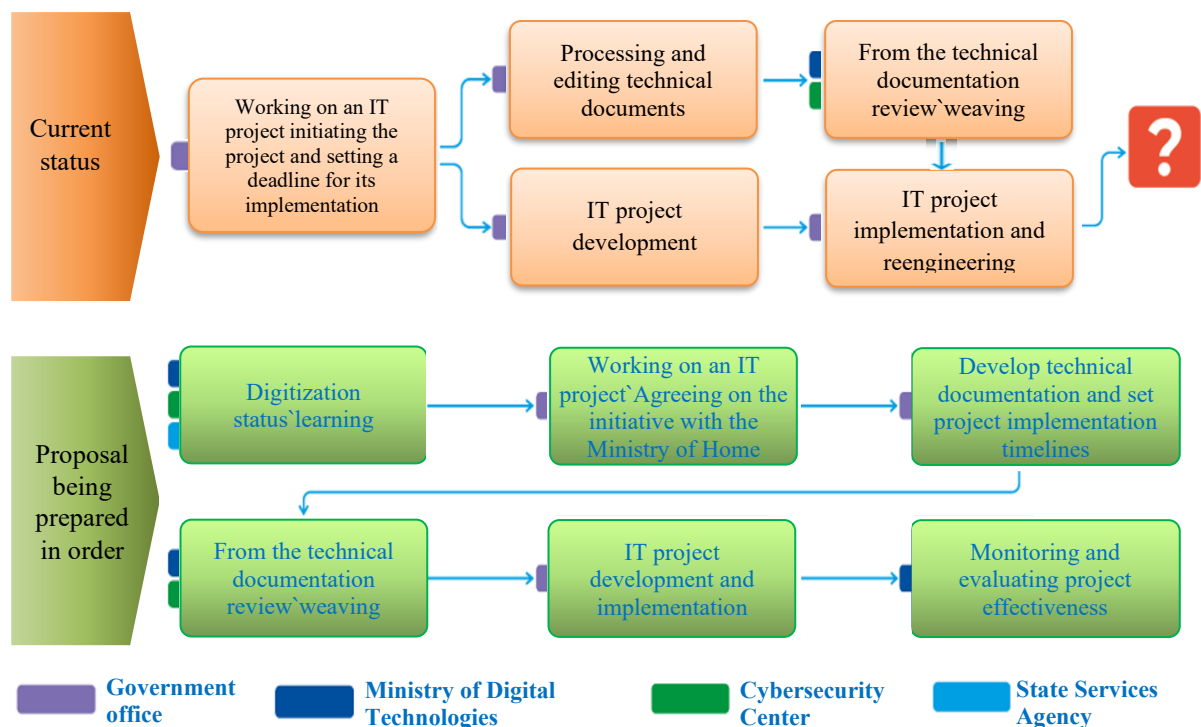 Current
status
Working on an IT
project initiating the
project and setting a
deadline for its
implementation
Processing and
editing technical
documents
From the technical
documentation
review`weaving
?
IT project
development
IT project
implementation and
reengineering
Proposal
being
prepared
in order
Digitization
status`learning
Working on an IT
project`Agreeing on the
initiative with the
Ministry of Home
Develop technical
documentation and set
project implementation
timelines
From the technical
documentation
review`weaving
IT project
development and
implementation
Monitoring and
evaluating project
effectiveness
Government
office
Ministry of Digital
Technologies
Cybersecurity
Center
State Services
Agency